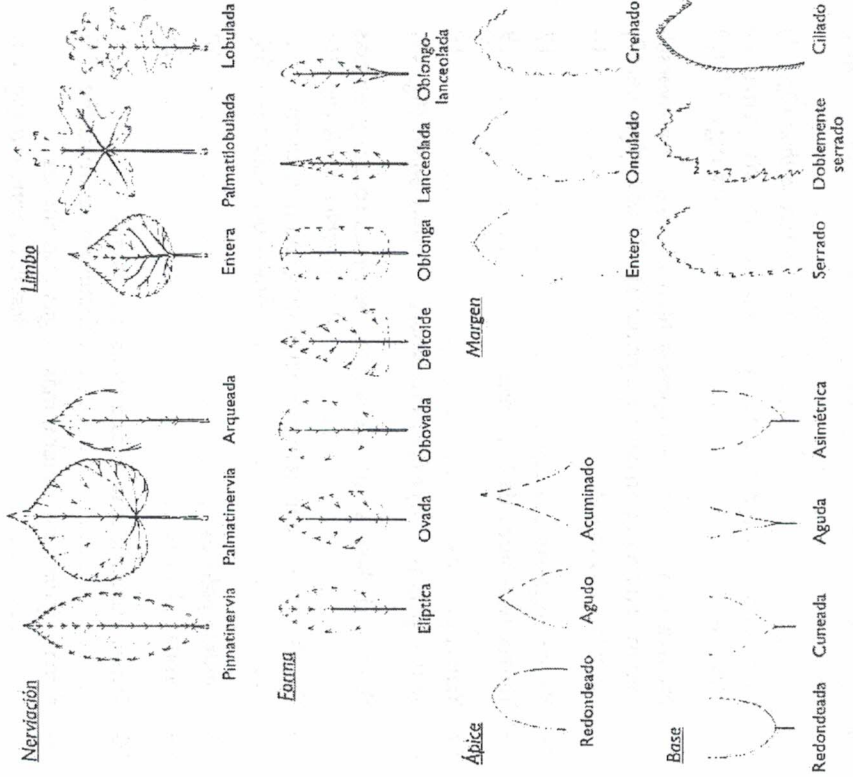 Nerviación
Pinnatinervia
Palmatinervia
Arqueada
Limbo
Entera
Palmatilobulada
Lobulada
Forma
Elíptica
Ovada
Obovada
Deltoide
Oblonga
Lanceolada
Oblongo-
lanceolada
Ápice
Redondeado
Agudo
Acuminado
Margen
Entero
Ondulado
Crenado
Serrado
Doblemente
serrado
Ciliado
Base
Redondeada
Cuneada
Aguda
Asimétrica